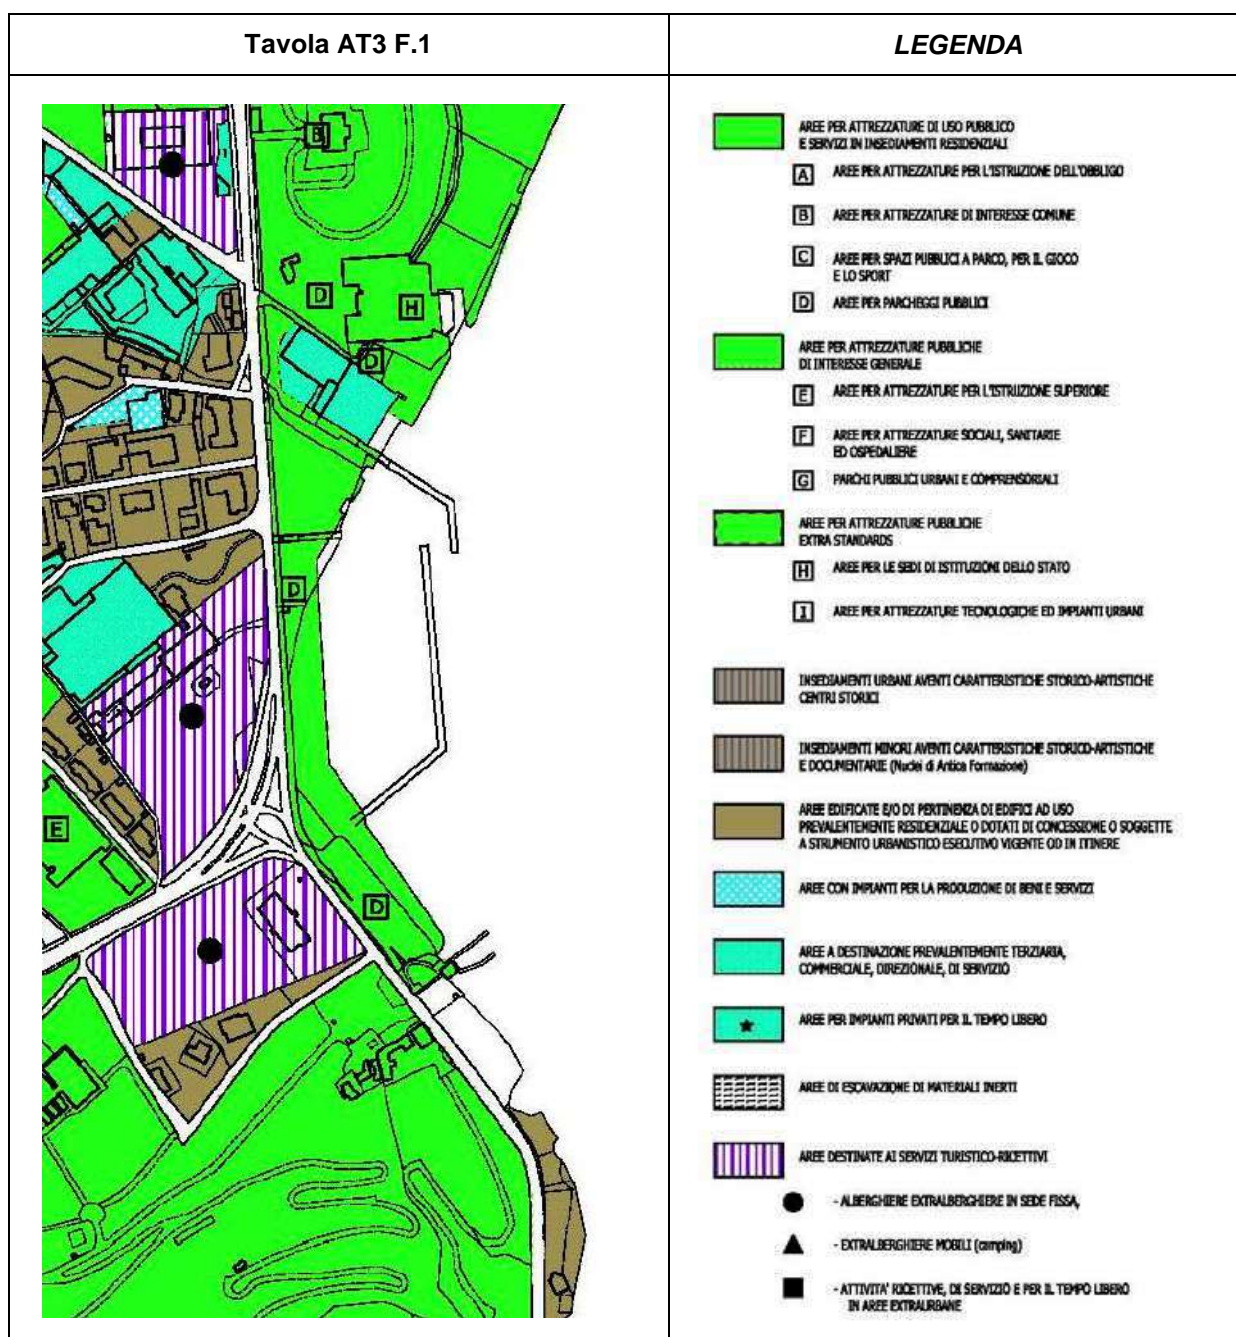 Tavola AT3 F.1
LEGENDA
B
D
H
D
D
E
D
AREE PER ATTREZZATURE DI USO PUBBLICO
E SERVIZI IN INSEDIAMENTI RESIDENZIALI
A AREE PER ATTREZZATURE PER L'ISTRUZIONE DELL'OBBLIGO
B AREE PER ATTREZZATURE DI INTERESSE COMUNE
C AREE PER SPAZI PUBBLICI A PARCO, PER IL GIOCO
E LO SPORT
D AREE PER PARCHEGGI PUBBLICI
AREE PER ATTREZZATURE PUBBLICHE
DI INTERESSE GENERALE
E AREE PER ATTREZZATURE PER L'ISTRUZIONE SUPERIORE
F AREE PER ATTREZZATURE SOCIALI, SANITARIE
ED OSPEDALIERE
G PARCHI PUBBLICI URBANI E COMPRENSORIALI
AREE PER ATTREZZATURE PUBBLICHE
EXTRA STANDARDS
H AREE PER LE SEDI DI ISTITUZIONI DELLO STATO
I AREE PER ATTREZZATURE TECNOLOGICHE ED IMPIANTI URBANI
INSEDIAMENTI URBANI AVENTI CARATTERISTICHE STORICO-ARTISTICHE
CENTRI STORICI
INSEDIAMENTI MINORI AVENTI CARATTERISTICHE STORICO-ARTISTICHE
E DOCUMENTARIE (Nuclei di Antica Formazione)
AREE EDIFICATE E/O DI PERTINENZA DI EDIFICI AD USO
PREVALENTEMENTE RESIDENZIALE O DOTATI DI CONCESSIONE O SOGGETTE
A STRUMENTO URBANISTICO ESECUTIVO VIGENTE OD IN ITINERE
AREE CON IMPIANTI PER LA PRODUZIONE DI BENI E SERVIZI
AREE A DESTINAZIONE PREVALENTEMENTE TERZIARIA,
COMMERCIALE, DIREZIONALE, DI SERVIZIO
AREE PER IMPIANTI PRIVATI PER IL TEMPO LIBERO
AREE DI ESCAVAZIONE DI MATERIALI INERTI
AREE DESTINATE AI SERVIZI TURISTICO-RICETTIVI
- ALBERGHIERE EXTRALBERGHIERE IN SEDE FISSA,
- EXTRALBERGHIERE MOBILI (camping)
- ATTIVITA' RICETTIVE, DI SERVIZIO E PER IL TEMPO LIBERO
IN AREE EXTRAURBANE